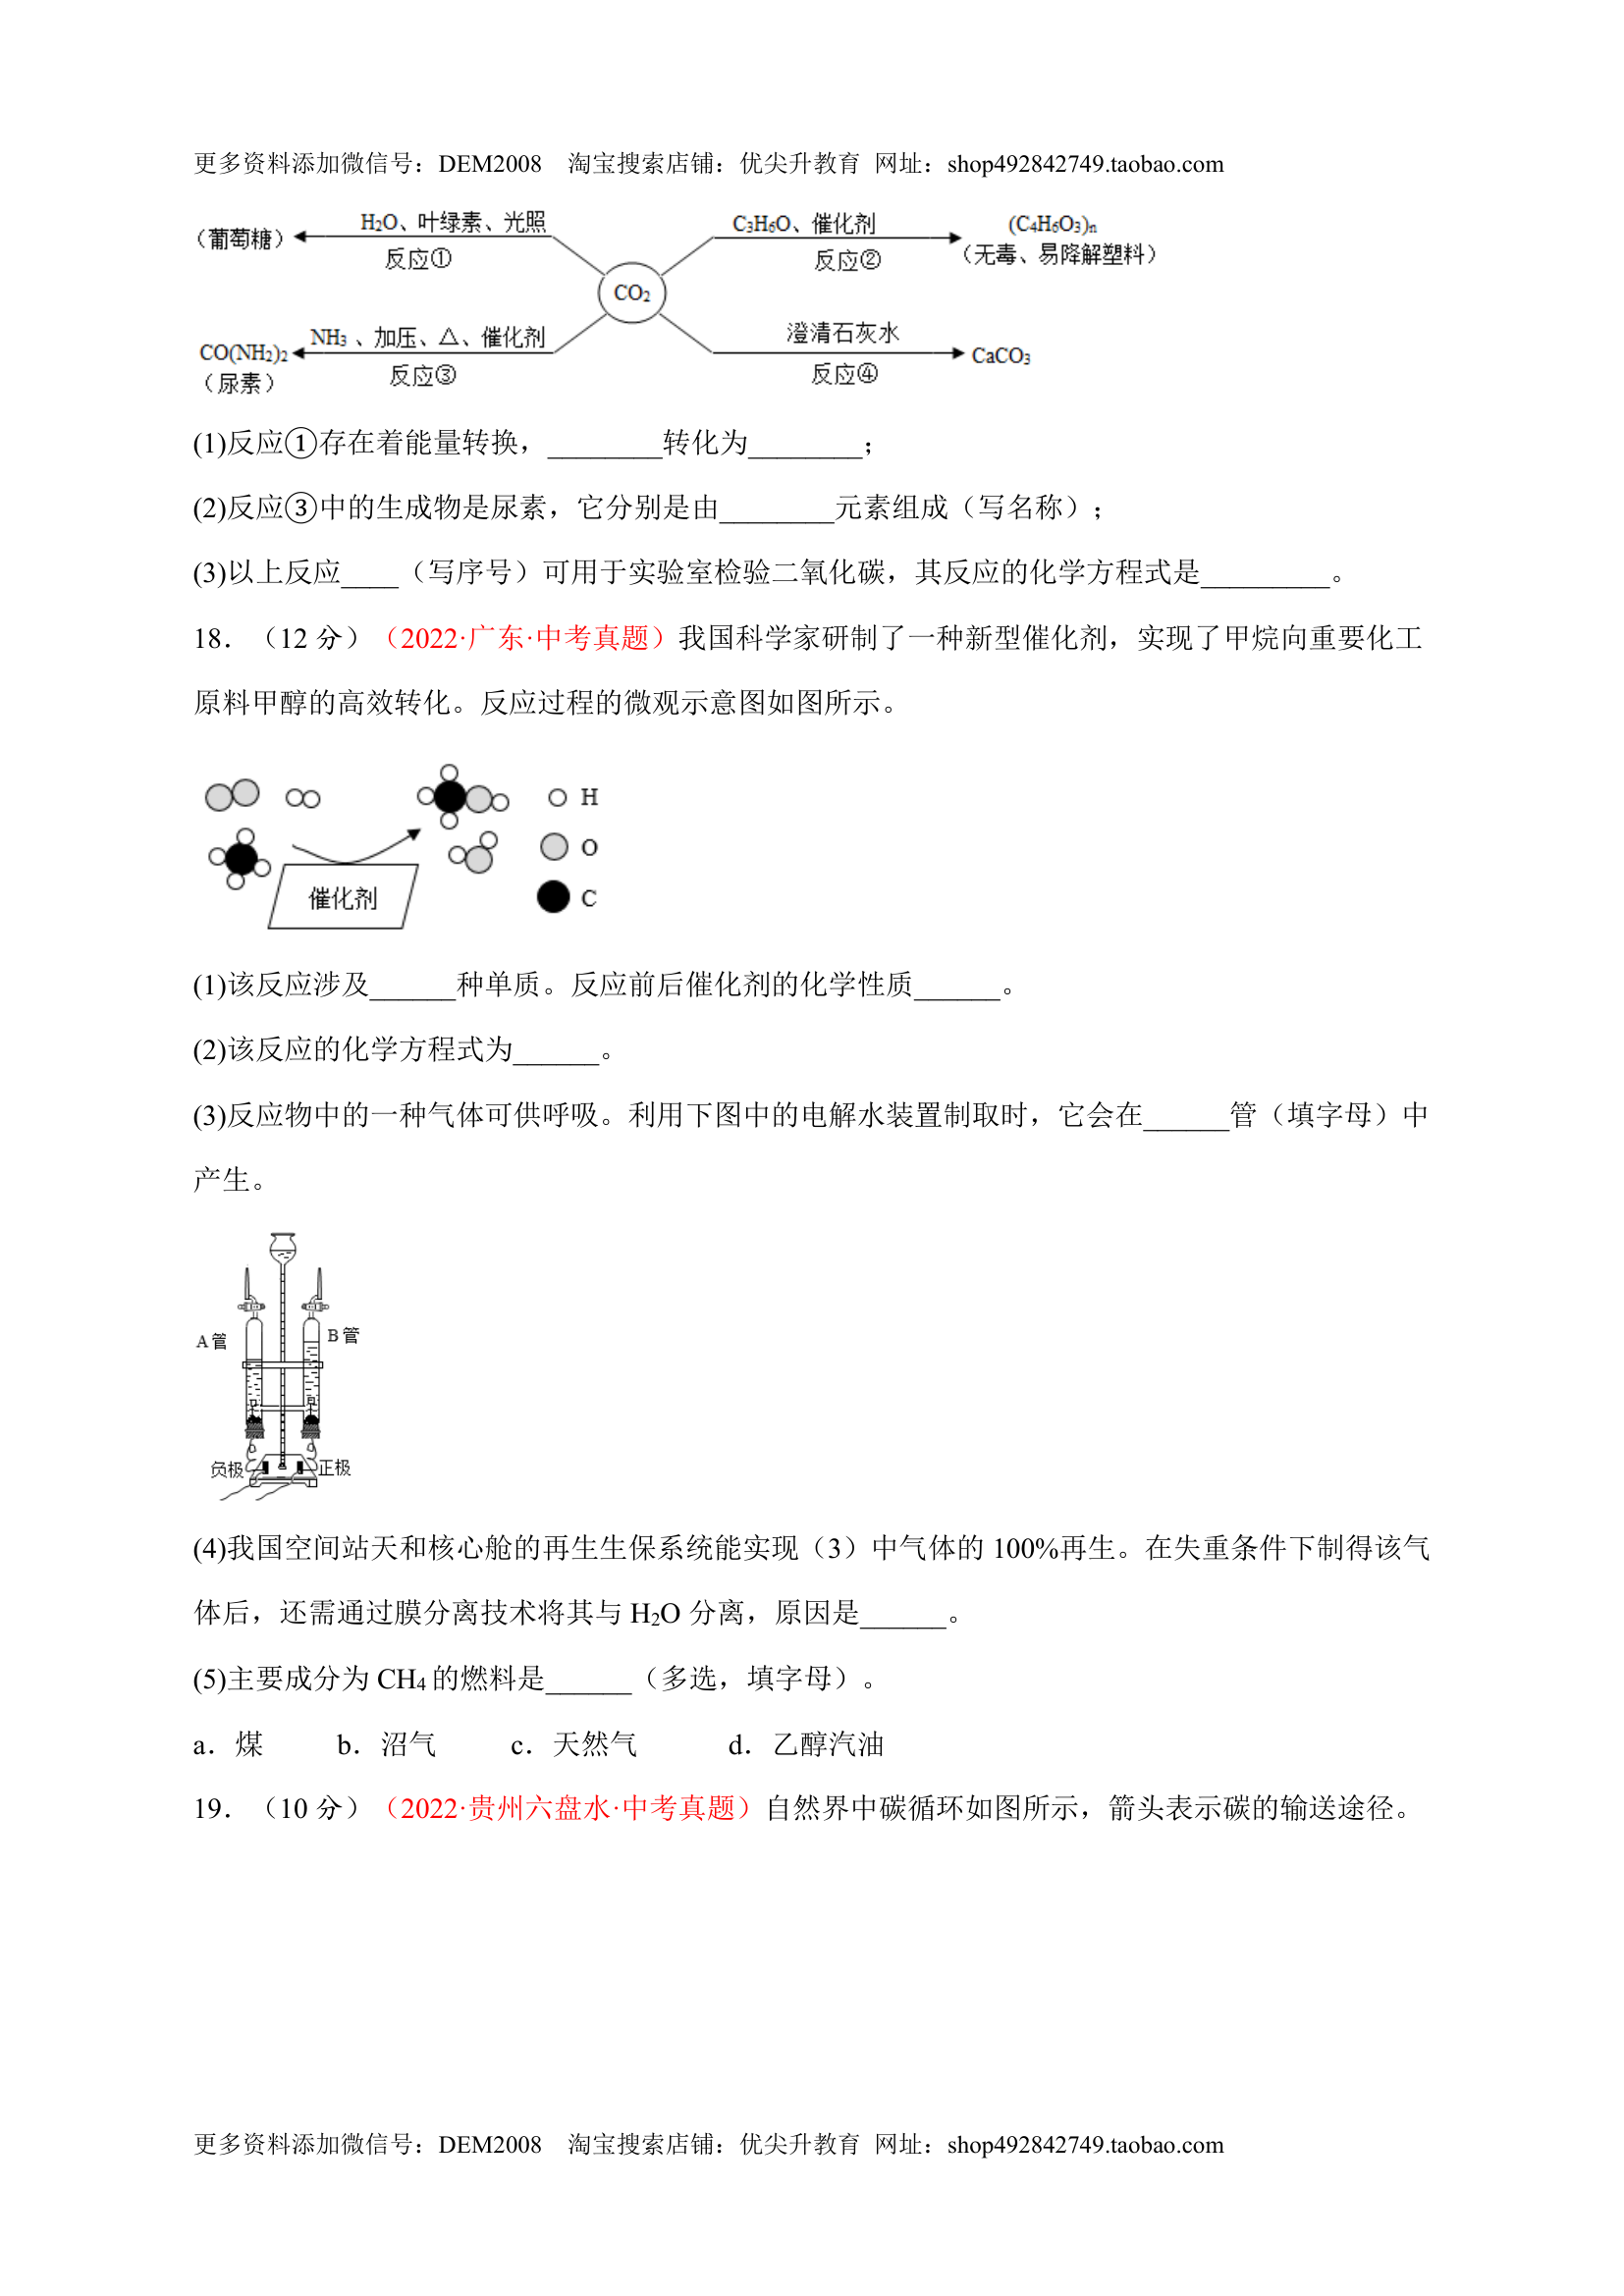 更多资料添加微信号：DEM2008 淘宝搜索店铺：优尖升教育 网址：shop492842749.taobao.com
（葡萄糖） H₂O、叶绿素、光照 C₃H₆O、催化剂 (C₄H₆O₃)ₙ
反应① 反应② （无毒、易降解塑料）
CO₂
CO(NH₂)₂ NH₃、加压、△、催化剂 澄清石灰水 CaCO₃
（尿素） 反应③ 反应④
(1)反应①存在着能量转换，________转化为________；
(2)反应③中的生成物是尿素，它分别是由________元素组成（写名称）；
(3)以上反应____（写序号）可用于实验室检验二氧化碳，其反应的化学方程式是_________。
18．（12 分）（2022·广东·中考真题）我国科学家研制了一种新型催化剂，实现了甲烷向重要化工
原料甲醇的高效转化。反应过程的微观示意图如图所示。
H
O
催化剂 C
(1)该反应涉及______种单质。反应前后催化剂的化学性质______。
(2)该反应的化学方程式为______。
(3)反应物中的一种气体可供呼吸。利用下图中的电解水装置制取时，它会在______管（填字母）中
产生。
A管 B管
负极 正极
(4)我国空间站天和核心舱的再生生保系统能实现（3）中气体的 100%再生。在失重条件下制得该气
体后，还需通过膜分离技术将其与 H₂O 分离，原因是______。
(5)主要成分为 CH₄ 的燃料是______（多选，填字母）。
a．煤 b．沼气 c．天然气 d．乙醇汽油
19．（10 分）（2022·贵州六盘水·中考真题）自然界中碳循环如图所示，箭头表示碳的输送途径。
更多资料添加微信号：DEM2008 淘宝搜索店铺：优尖升教育 网址：shop492842749.taobao.com